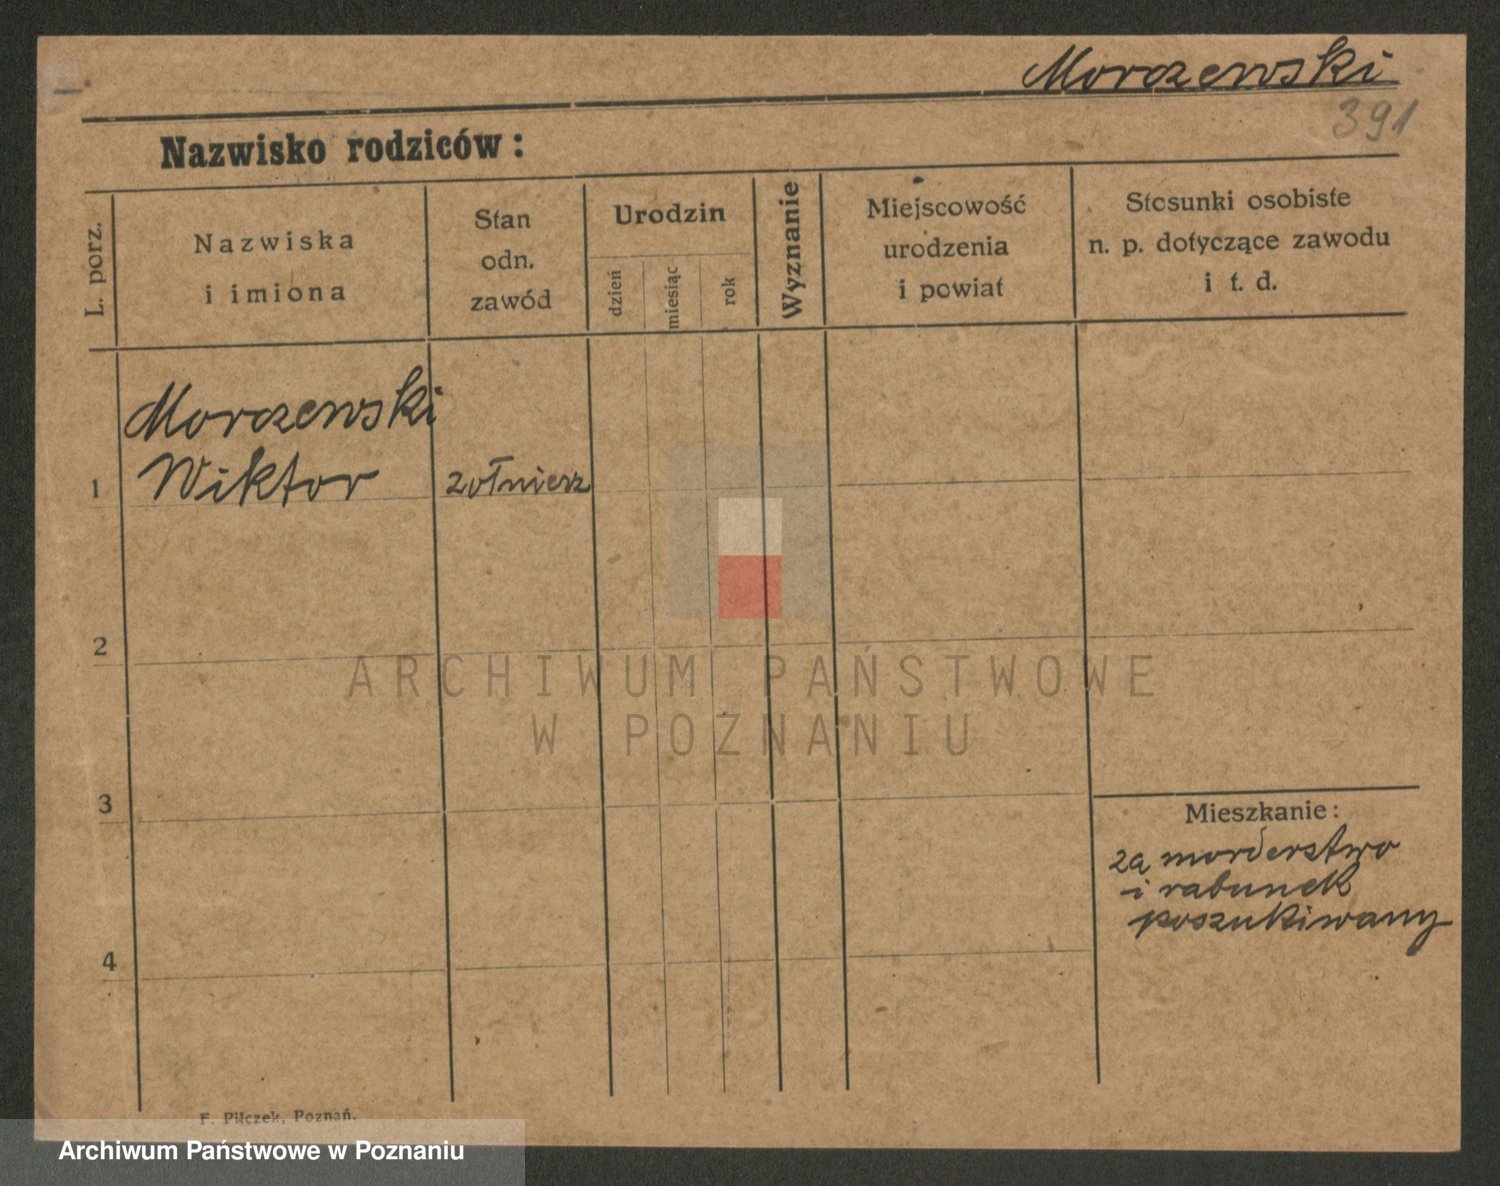 Morczewski
391
Nazwisko rodziców:
L. porz.
Nazwiska
i imiona
Stan
odn.
zawód
Urodzin
dzień
miesiąc
rok
Wyznanie
Miejscowość
urodzenia
i powiat
Stosunki osobiste
n. p. dotyczące zawodu
i t. d.
Morczewski
1 Wiktor żołnierz
2
ARCHIWUM PAŃSTWOWE
W POZNANIU
3
Mieszkanie:
za morderstwo
i rabunek
poszukiwany
4
F. Pilczek, Poznań.
Archiwum Państwowe w Poznaniu